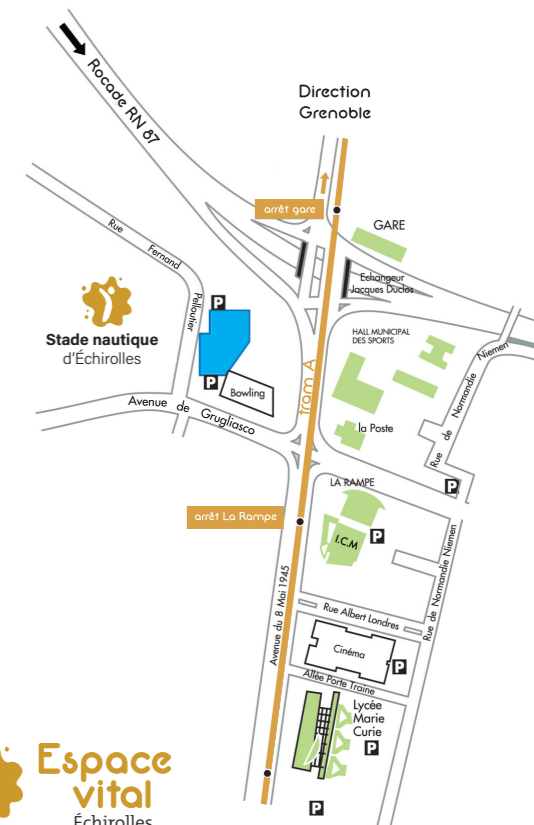 Rocade RN 87
Direction
Grenoble
arrêt gare
GARE
Echangeur
Jacques Duclos
Rue Fernand Pelloutier
P
Stade nautique
d'Échirolles
P
Bowling
HALL MUNICIPAL
DES SPORTS
Rue de Normandie Niemen
tram A
Avenue de Grugliasco
la Poste
P
LA RAMPE
arrêt La Rampe
I.C.M
P
Avenue du 8 Mai 1945
Rue Albert Londres
Rue de Normandie Niemen
Cinéma
P
Allée Porte Traine
Lycée
Marie
Curie
P
P
Espace
vital
Échirolles